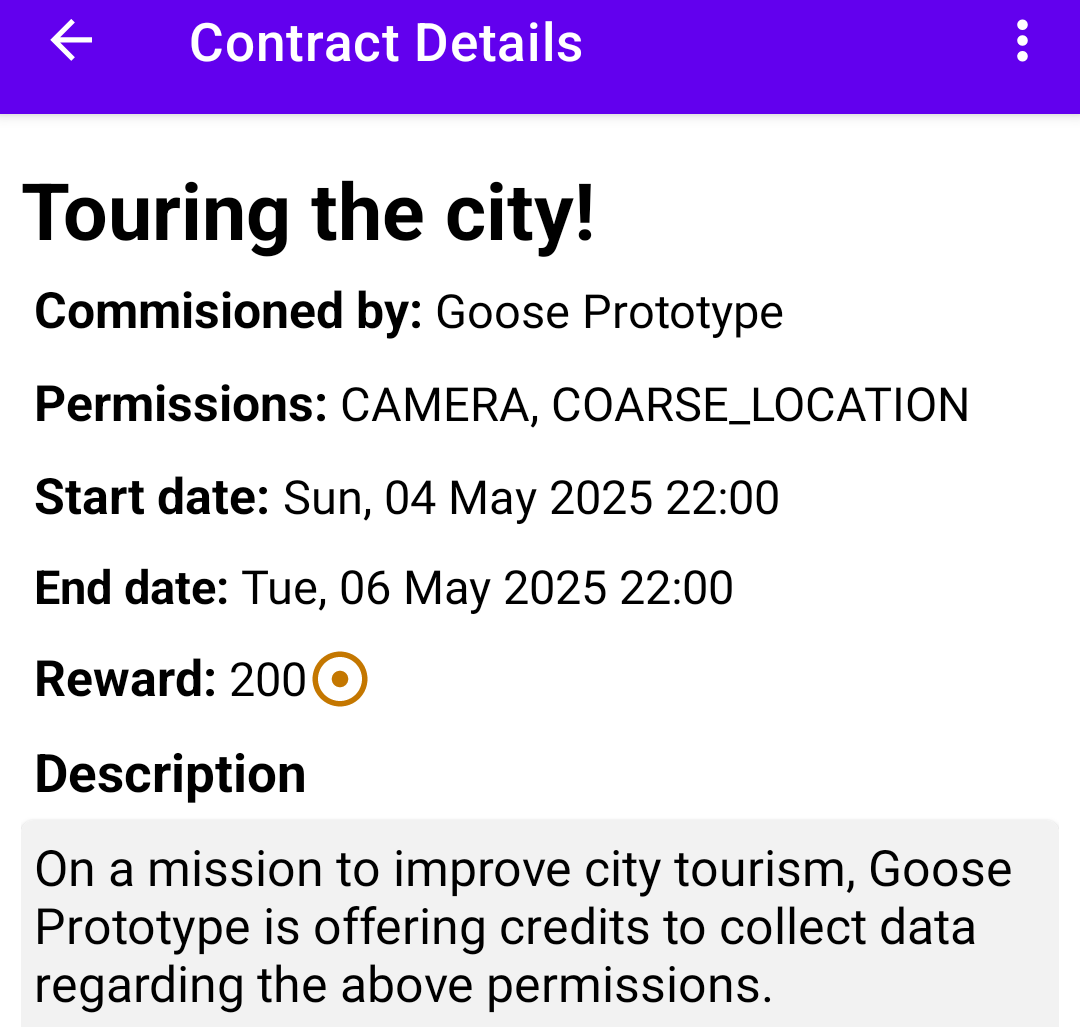 Contract Details
Touring the city!
Commisioned by: Goose Prototype
Permissions: CAMERA, COARSE_LOCATION
Start date: Sun, 04 May 2025 22:00
End date: Tue, 06 May 2025 22:00
Reward: 200
Description
On a mission to improve city tourism, Goose
Prototype is offering credits to collect data
regarding the above permissions.